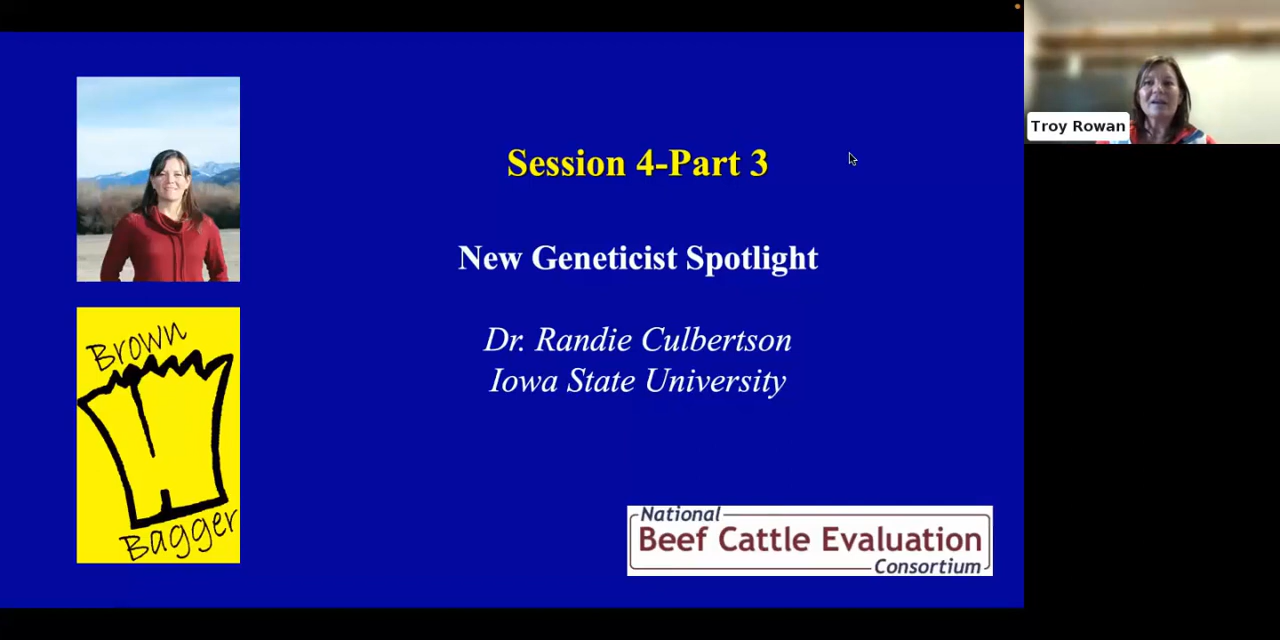 Session 4-Part 3
New Geneticist Spotlight
Dr. Randie Culbertson
Iowa State University
Brown
Bagger
National
Beef Cattle Evaluation
Consortium
Troy Rowan